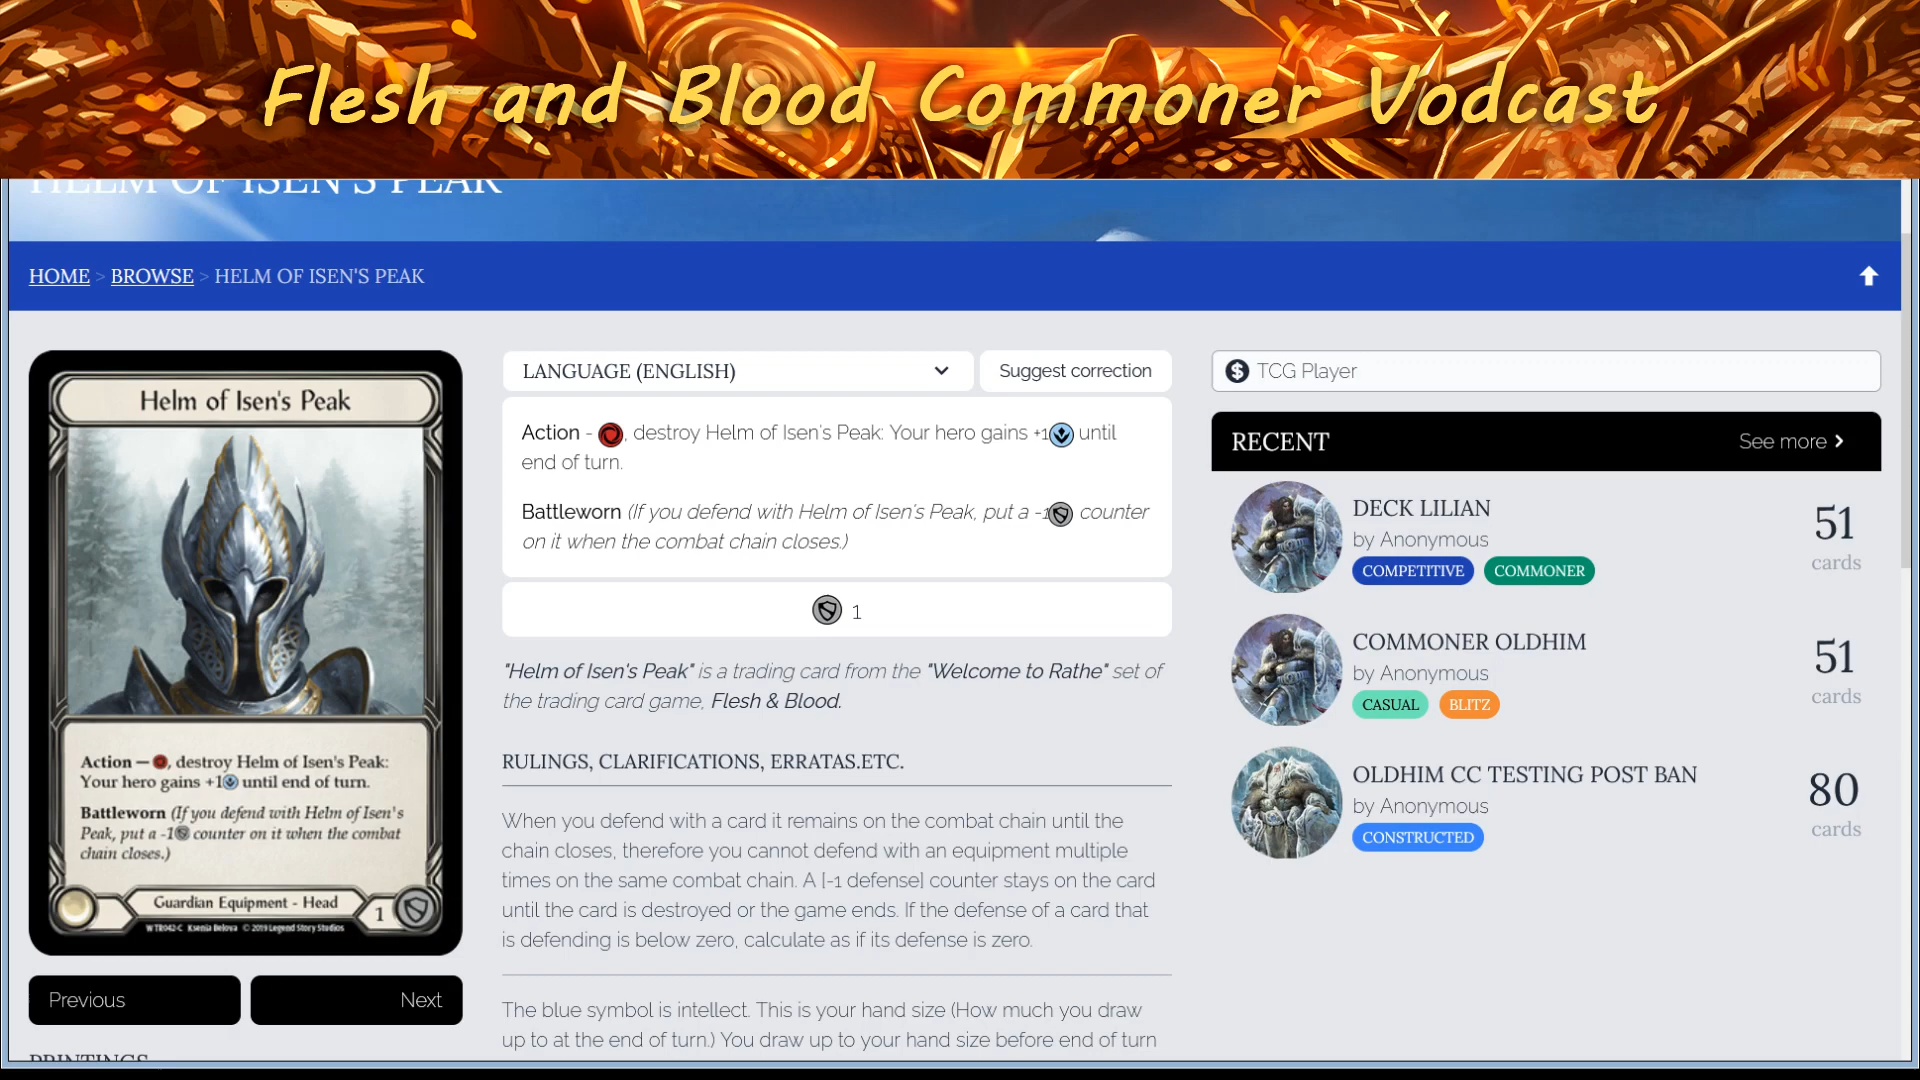 Flesh and Blood Commoner Vodcast
HELM OF ISEN'S PEAK
HOME > BROWSE > HELM OF ISEN'S PEAK
Helm of Isen's Peak
Action — , destroy Helm of Isen's Peak:
Your hero gains +1 until end of turn.
Battleworn (If you defend with Helm of Isen's
Peak, put a -1 counter on it when the combat
chain closes.)
Guardian Equipment - Head
1
WTR042-C Ksenia Belova © 2019 Legend Story Studios
Previous
Next
PRINTINGS
LANGUAGE (ENGLISH)
Suggest correction
Action - , destroy Helm of Isen's Peak: Your hero gains +1 until
end of turn.
Battleworn (If you defend with Helm of Isen's Peak, put a -1 counter
on it when the combat chain closes.)
1
"Helm of Isen's Peak" is a trading card from the "Welcome to Rathe" set of
the trading card game, Flesh & Blood.
RULINGS, CLARIFICATIONS, ERRATAS.ETC.
When you defend with a card it remains on the combat chain until the
chain closes, therefore you cannot defend with an equipment multiple
times on the same combat chain. A [-1 defense] counter stays on the card
until the card is destroyed or the game ends. If the defense of a card that
is defending is below zero, calculate as if its defense is zero.
The blue symbol is intellect. This is your hand size (How much you draw
up to at the end of turn.) You draw up to your hand size before end of turn
TCG Player
RECENT
See more
DECK LILIAN
by Anonymous
COMPETITIVE COMMONER
51
cards
COMMONER OLDHIM
by Anonymous
CASUAL BLITZ
51
cards
OLDHIM CC TESTING POST BAN
by Anonymous
CONSTRUCTED
80
cards